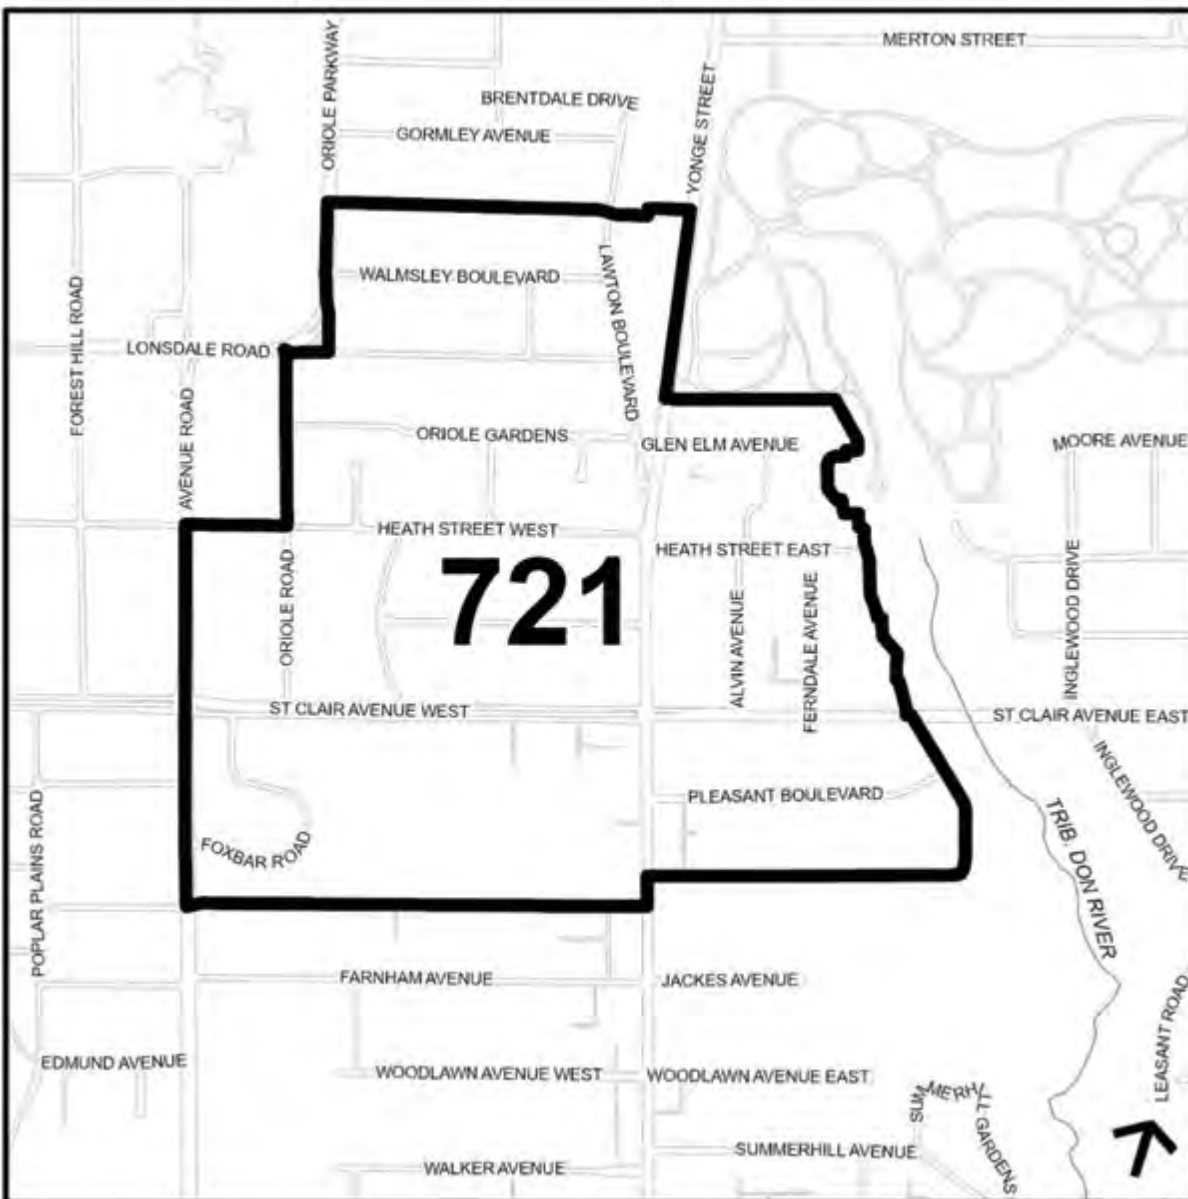 MERTON STREET
ORIOLE PARKWAY
BRENTDALE DRIVE
YONGE STREET
GORMLEY AVENUE
WALMSLEY BOULEVARD
LAWTON BOULEVARD
FOREST HILL ROAD
LONSDALE ROAD
AVENUE ROAD
ORIOLE GARDENS
GLEN ELM AVENUE
MOORE AVENUE
HEATH STREET WEST
HEATH STREET EAST
721
ORIOLE ROAD
ALVIN AVENUE
FERNDALE AVENUE
INGLEWOOD DRIVE
ST CLAIR AVENUE WEST
ST CLAIR AVENUE EAST
INGLEWOOD DRIVE
PLEASANT BOULEVARD
FOXBAR ROAD
POPLAR PLAINS ROAD
TRIB. DON RIVER
FARNHAM AVENUE
JACKES AVENUE
LEASANT ROAD
EDMUND AVENUE
WOODLAWN AVENUE WEST
WOODLAWN AVENUE EAST
SUMMERHILL GARDENS
SUMMERHILL AVENUE
WALKER AVENUE